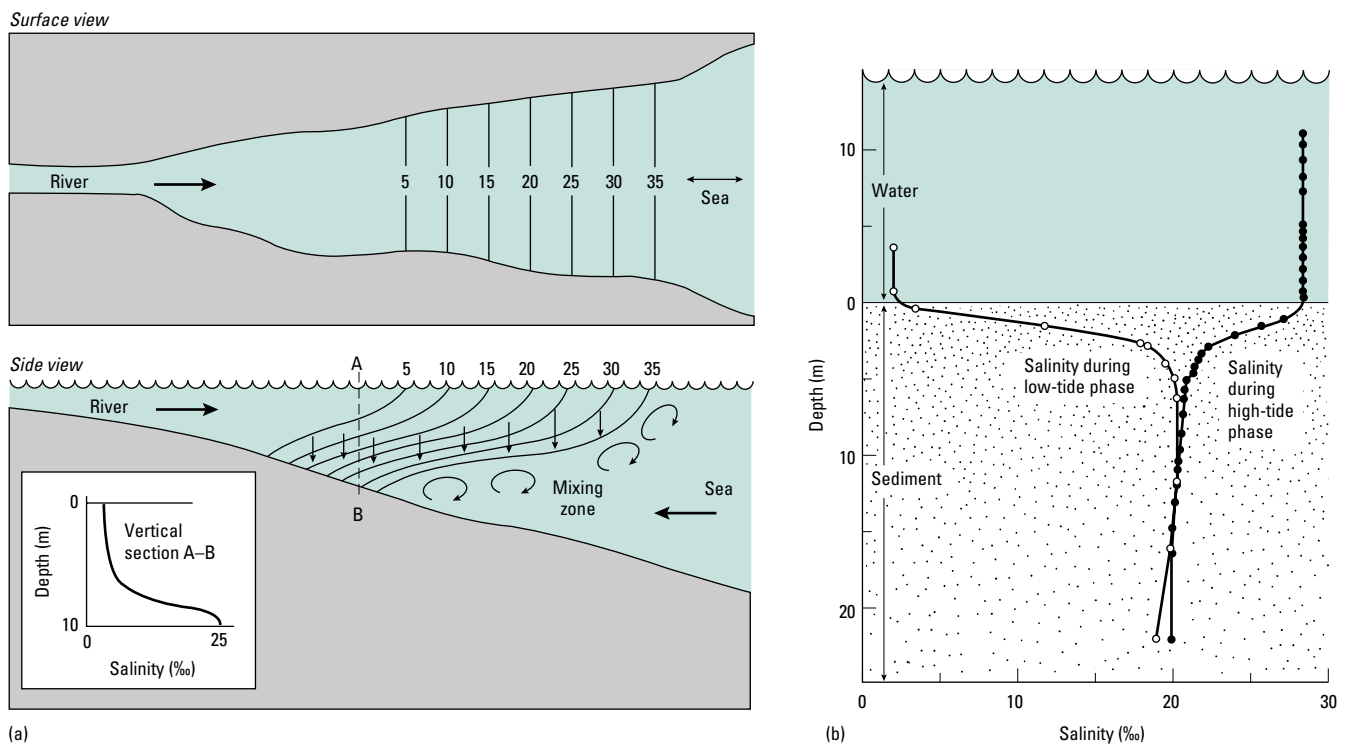 Surface view
River
5 10 15 20 25 30 35
Sea
Side view
A
5 10 15 20 25 30 35
River
Mixing
zone
Sea
B
0
Vertical
section A–B
Depth (m)
10
0 25
Salinity (‰)
(a)
10
Water
0
Depth (m)
Salinity during
low-tide phase
Salinity
during
high-tide
phase
10
Sediment
20
0 10 20 30
Salinity (‰)
(b)